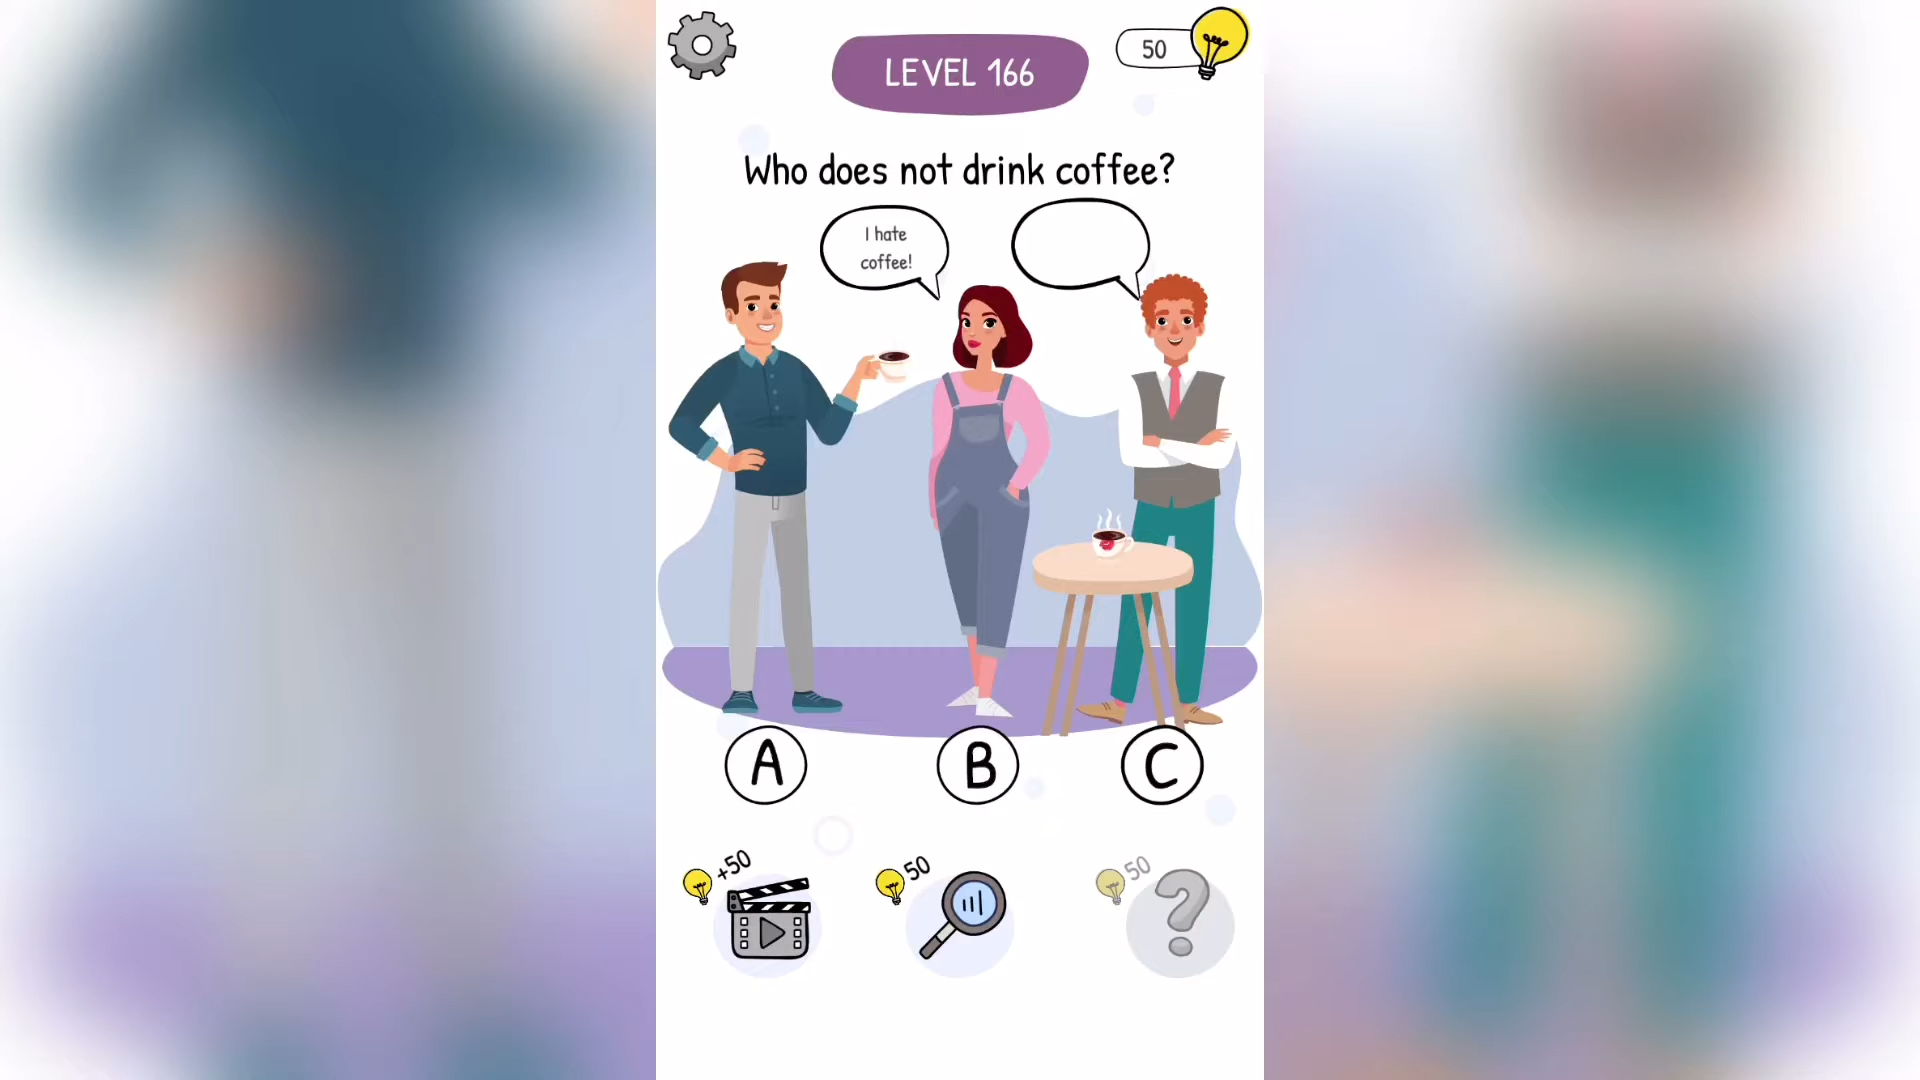 LEVEL 166
50
Who does not drink coffee?
I hate
coffee!
A
B
C
+50
50
50
?